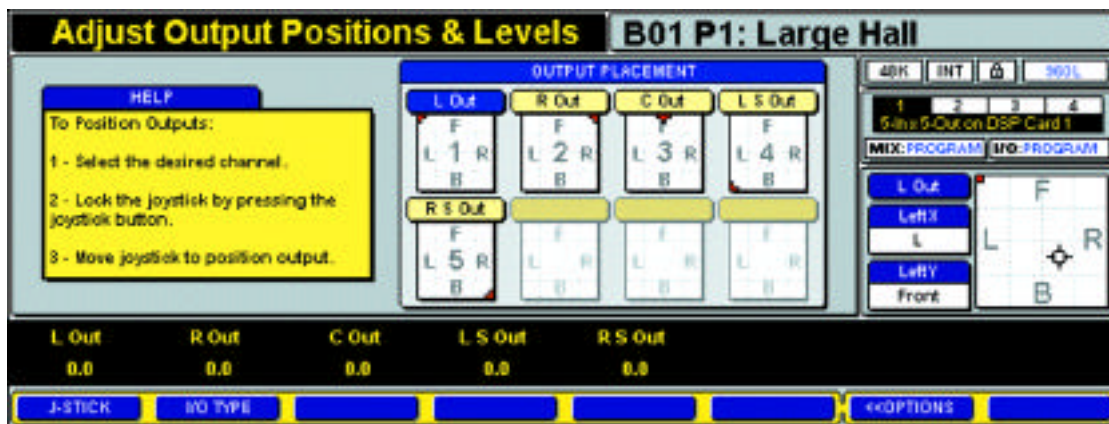 Adjust Output Positions & Levels
B01 P1: Large Hall
HELP
To Position Outputs:
1 - Select the desired channel.
2 - Lock the joystick by pressing the
joystick button.
3 - Move joystick to position output.
OUTPUT PLACEMENT
L Out
F
L 1 R
B
R Out
F
L 2 R
B
C Out
F
L 3 R
B
L S Out
F
L 4 R
B
R S Out
F
L 5 R
B
F
L R
B
F
L R
B
F
L R
B
48K INT 960L
1 2 3 4
5-In x 5-Out on DSP Card 1
MIX: PROGRAM I/O: PROGRAM
L Out
Left X
L
Left Y
Front
F
L R
B
L Out R Out C Out L S Out R S Out
0.0 0.0 0.0 0.0 0.0
J-STICK I/O TYPE <<OPTIONS